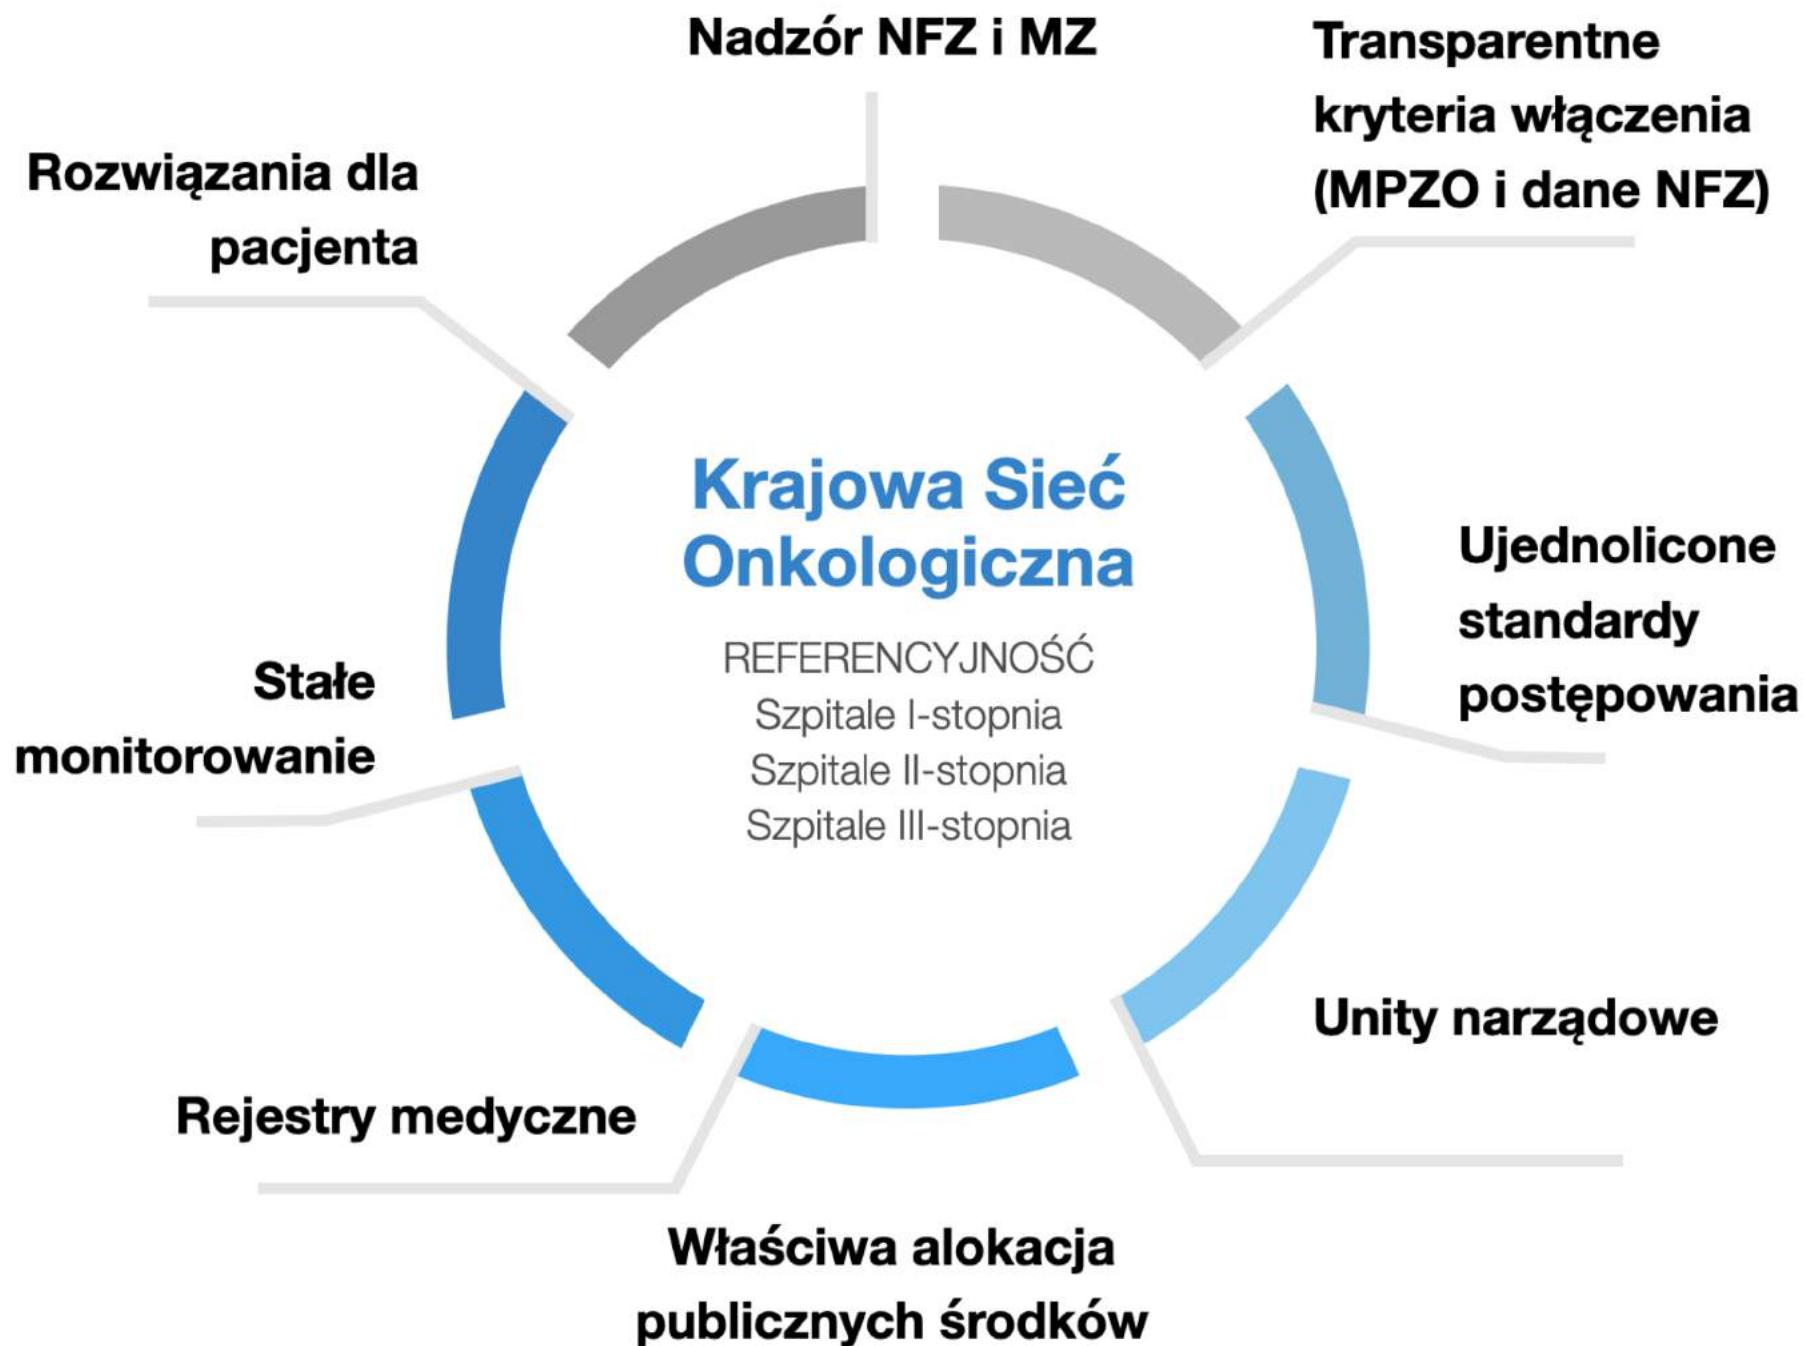 Nadzór NFZ i MZ
Transparentne
kryteria włączenia
(MPZO i dane NFZ)
Rozwiązania dla
pacjenta
Krajowa Sieć
Onkologiczna
REFERENCYJNOŚĆ
Szpitale I-stopnia
Szpitale II-stopnia
Szpitale III-stopnia
Ujednolicone
standardy
postępowania
Stałe
monitorowanie
Unity narządowe
Rejestry medyczne
Właściwa alokacja
publicznych środków